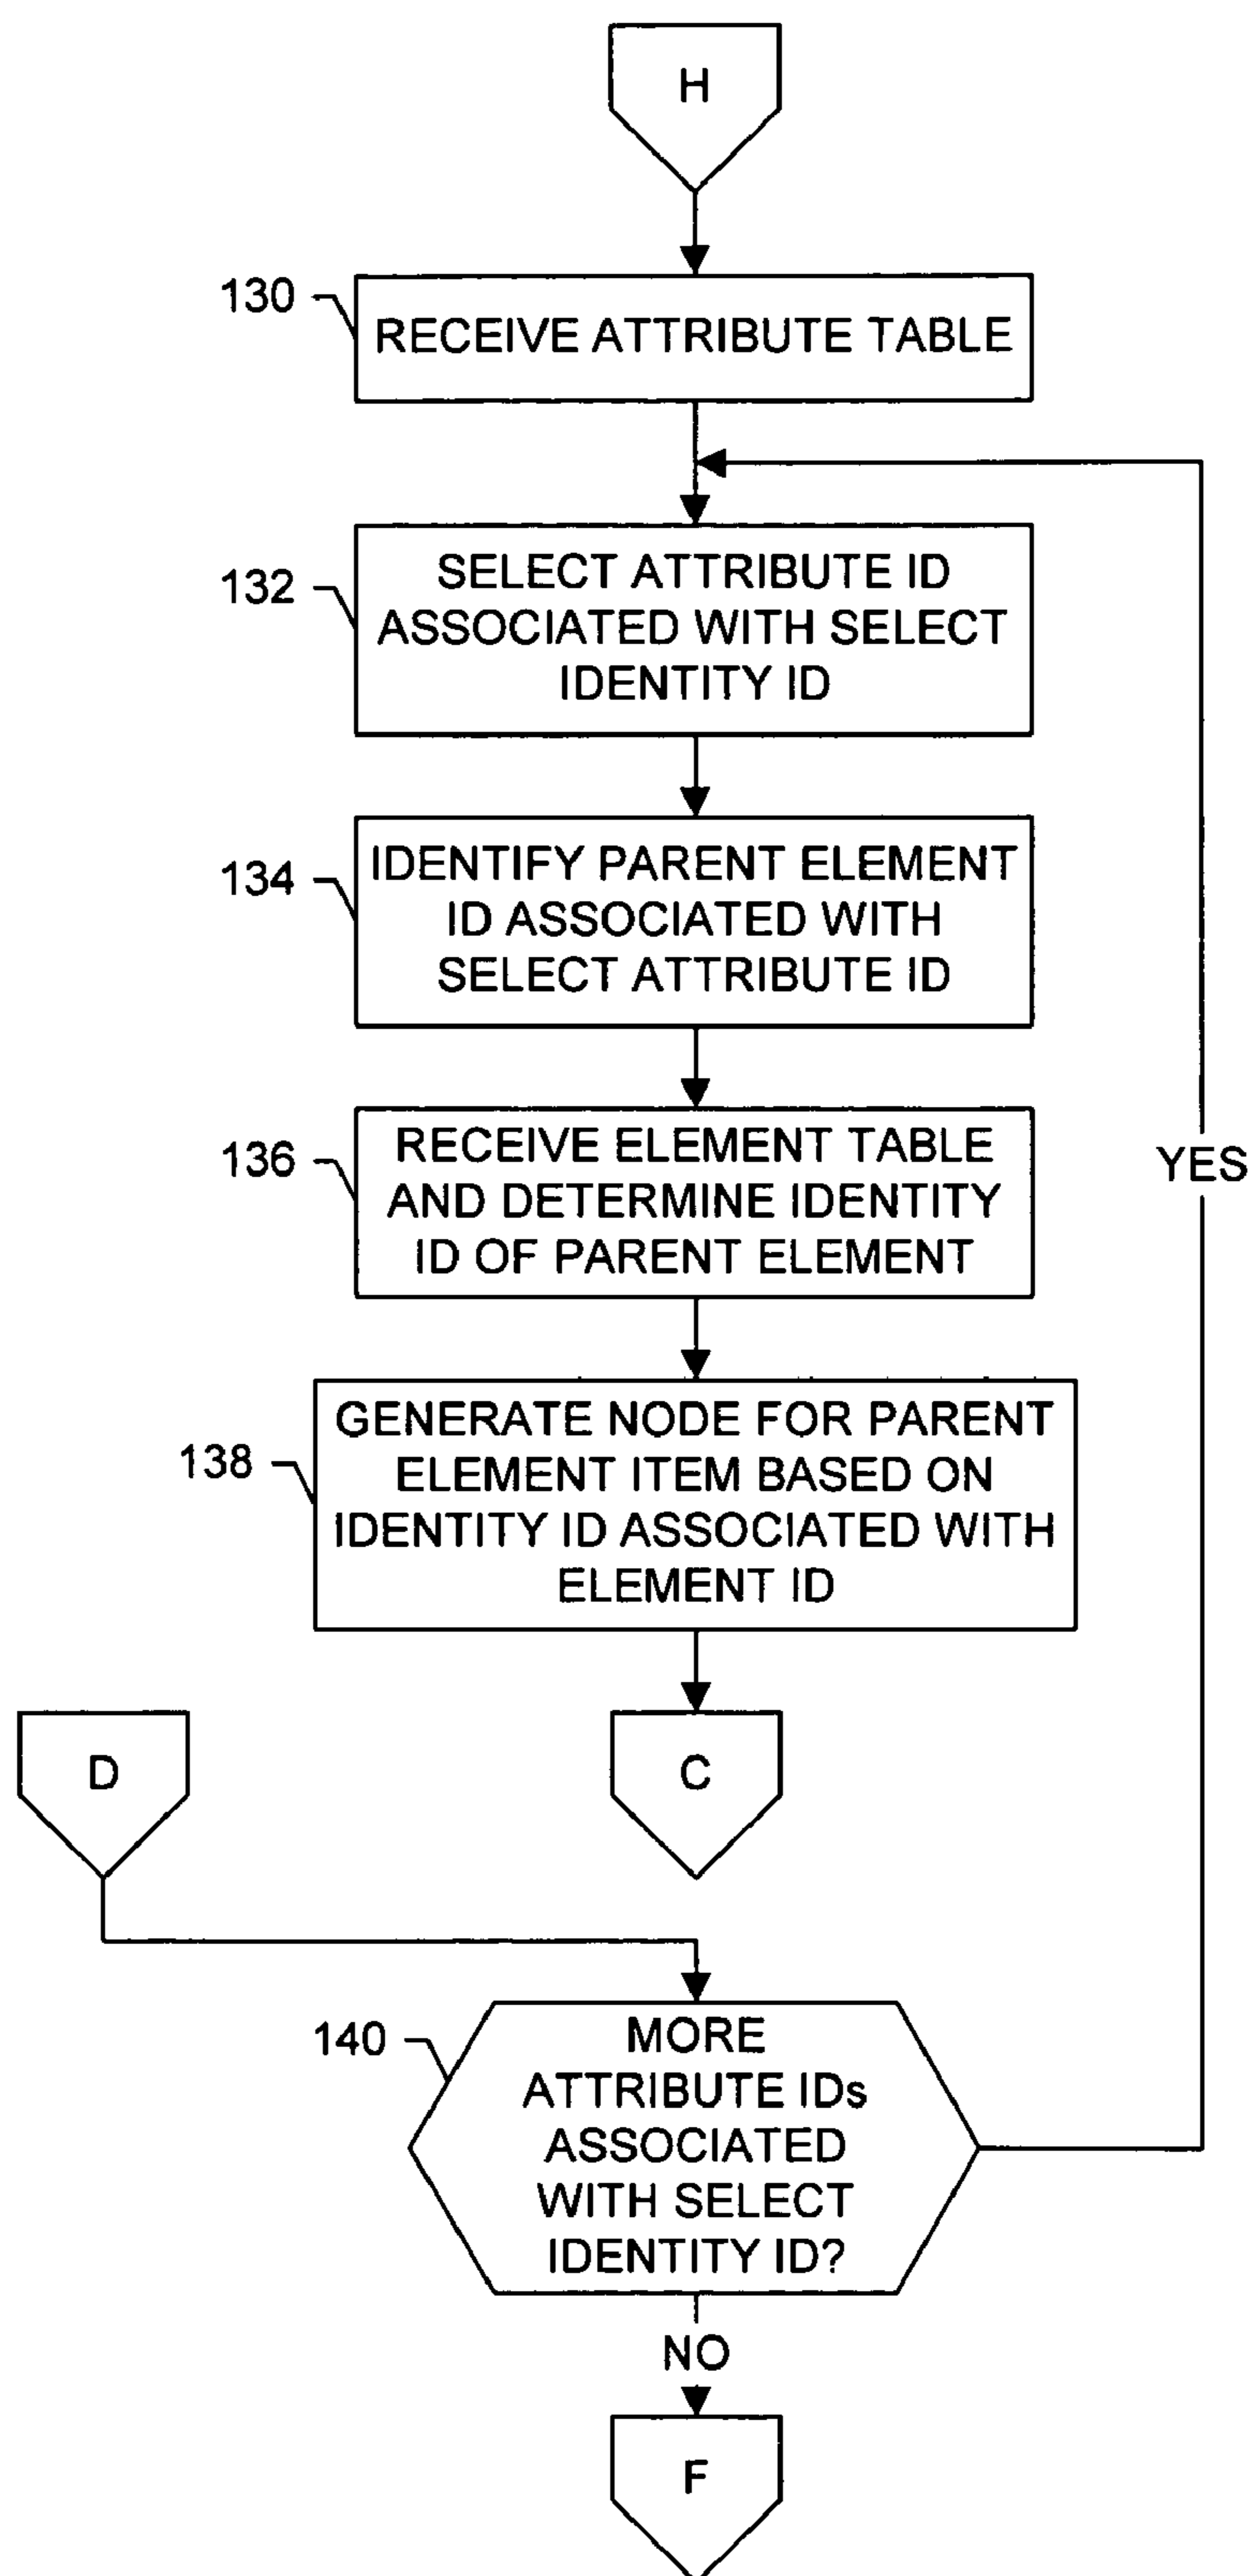 H
130
RECEIVE ATTRIBUTE TABLE
132
SELECT ATTRIBUTE ID
ASSOCIATED WITH SELECT
IDENTITY ID
134
IDENTIFY PARENT ELEMENT
ID ASSOCIATED WITH
SELECT ATTRIBUTE ID
136
RECEIVE ELEMENT TABLE
AND DETERMINE IDENTITY
ID OF PARENT ELEMENT
YES
138
GENERATE NODE FOR PARENT
ELEMENT ITEM BASED ON
IDENTITY ID ASSOCIATED WITH
ELEMENT ID
D
C
140
MORE
ATTRIBUTE IDs
ASSOCIATED
WITH SELECT
IDENTITY ID?
NO
F